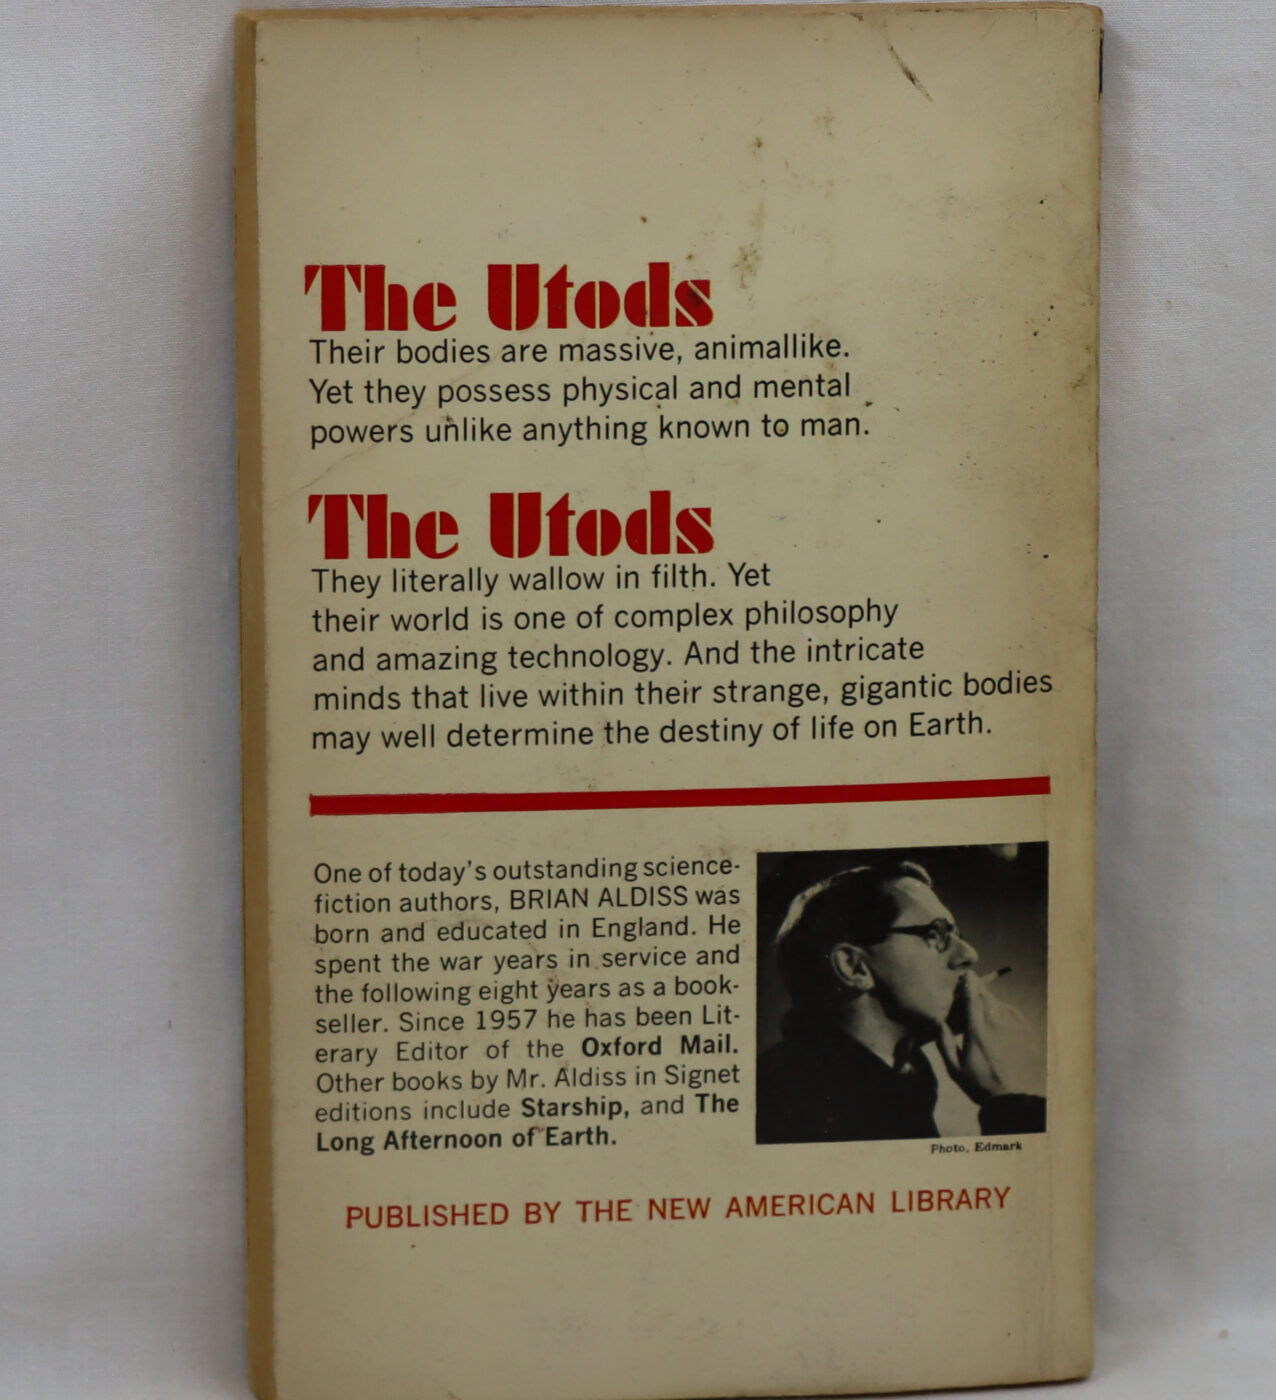 The Utods
Their bodies are massive, animallike.
Yet they possess physical and mental
powers unlike anything known to man.
The Utods
They literally wallow in filth. Yet
their world is one of complex philosophy
and amazing technology. And the intricate
minds that live within their strange, gigantic bodies
may well determine the destiny of life on Earth.
One of today's outstanding science-
fiction authors, BRIAN ALDISS was
born and educated in England. He
spent the war years in service and
the following eight years as a book-
seller. Since 1957 he has been Lit-
erary Editor of the Oxford Mail.
Other books by Mr. Aldiss in Signet
editions include Starship, and The
Long Afternoon of Earth.
Photo, Edmark
PUBLISHED BY THE NEW AMERICAN LIBRARY